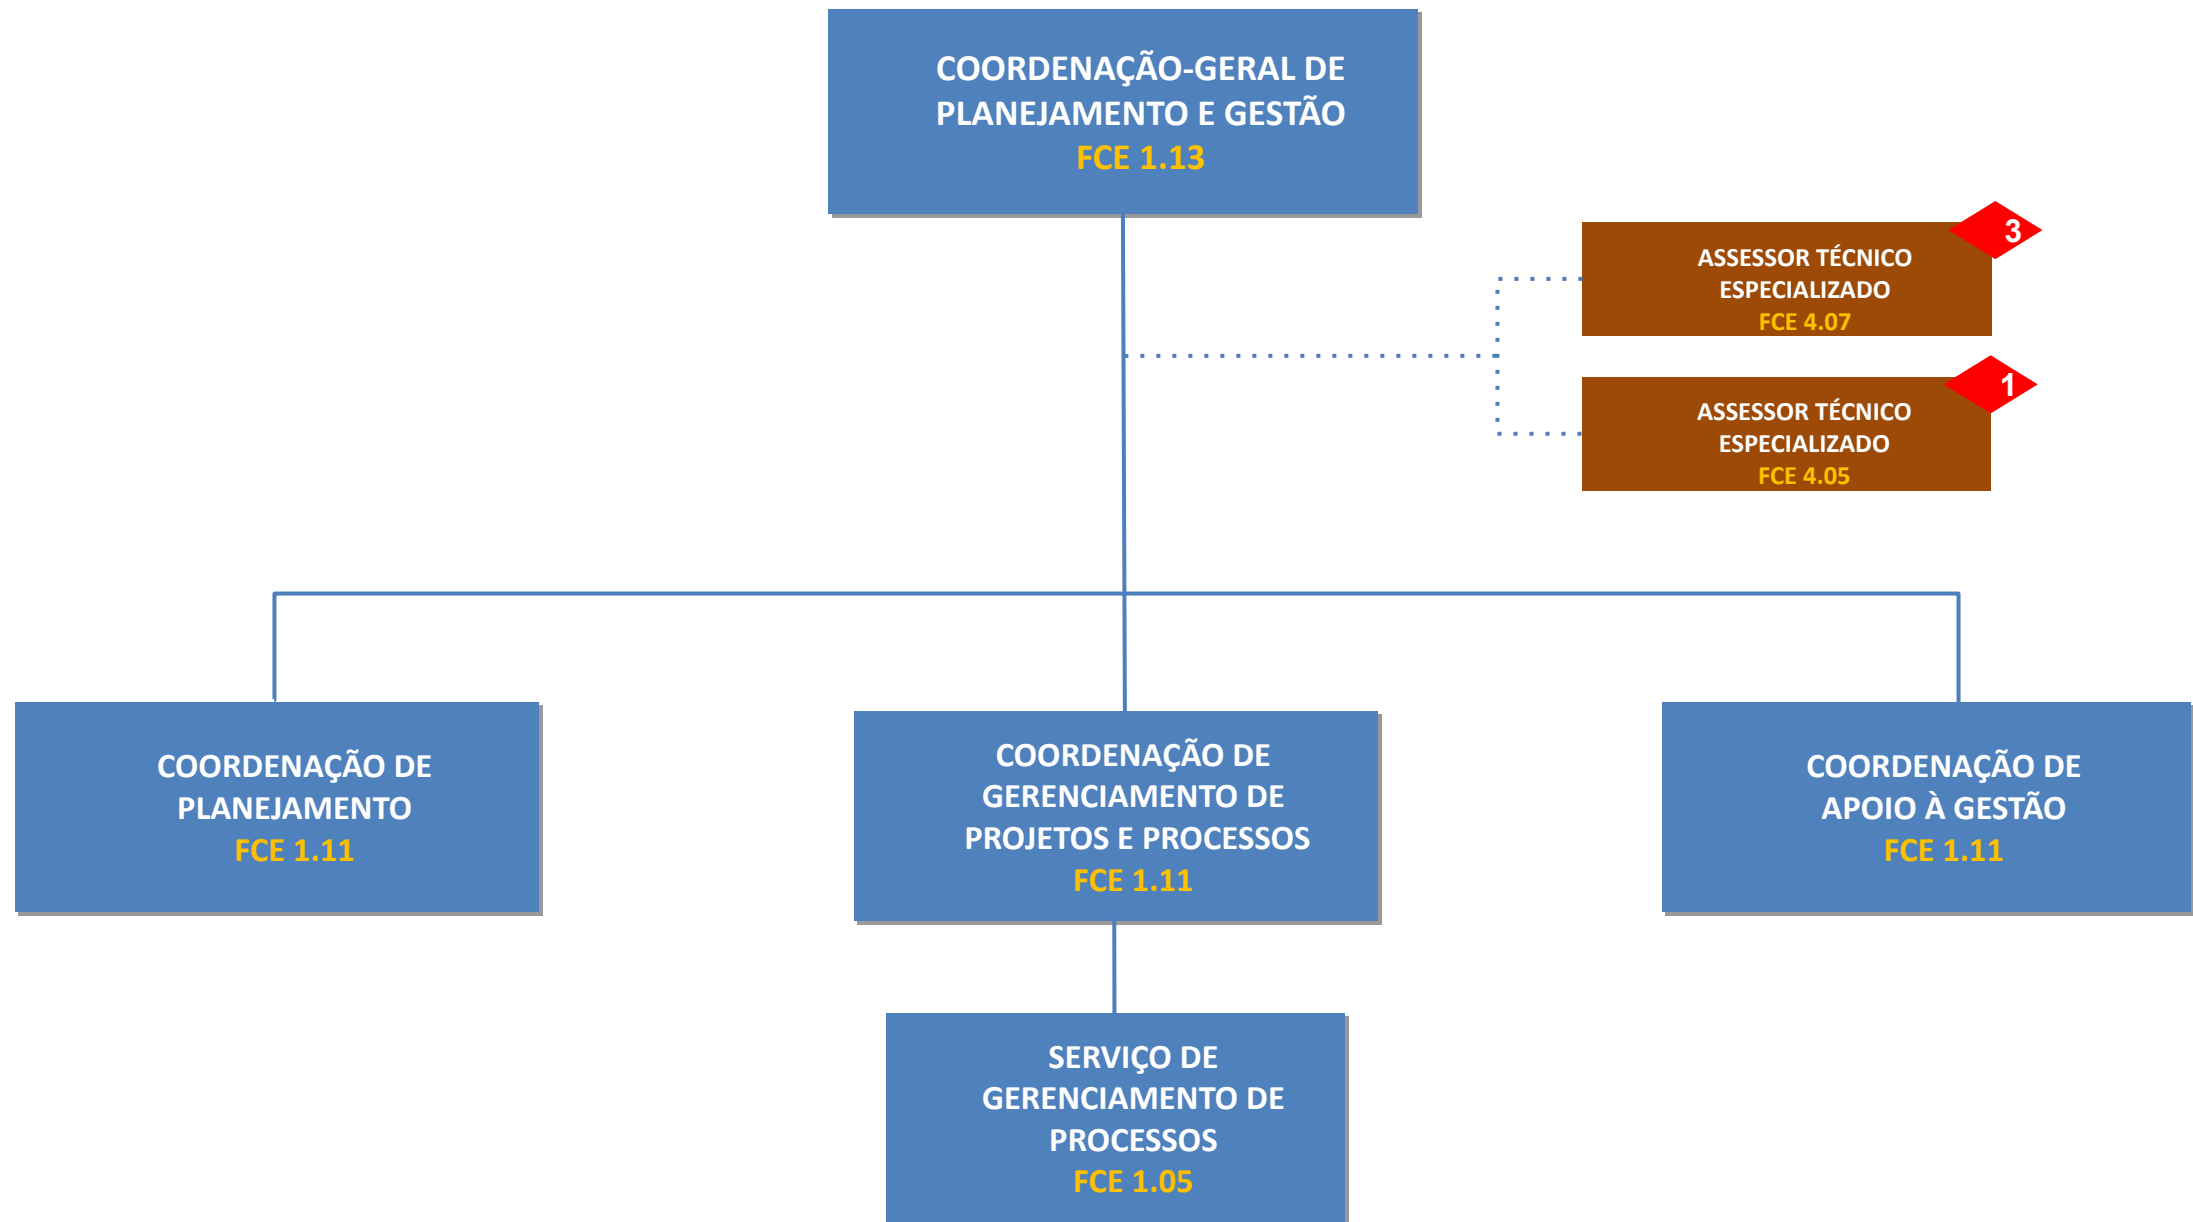 COORDENAÇÃO-GERAL DE
PLANEJAMENTO E GESTÃO
FCE 1.13
3
ASSESSOR TÉCNICO
ESPECIALIZADO
FCE 4.07
1
ASSESSOR TÉCNICO
ESPECIALIZADO
FCE 4.05
COORDENAÇÃO DE
PLANEJAMENTO
FCE 1.11
COORDENAÇÃO DE
GERENCIAMENTO DE
PROJETOS E PROCESSOS
FCE 1.11
COORDENAÇÃO DE
APOIO À GESTÃO
FCE 1.11
SERVIÇO DE
GERENCIAMENTO DE
PROCESSOS
FCE 1.05